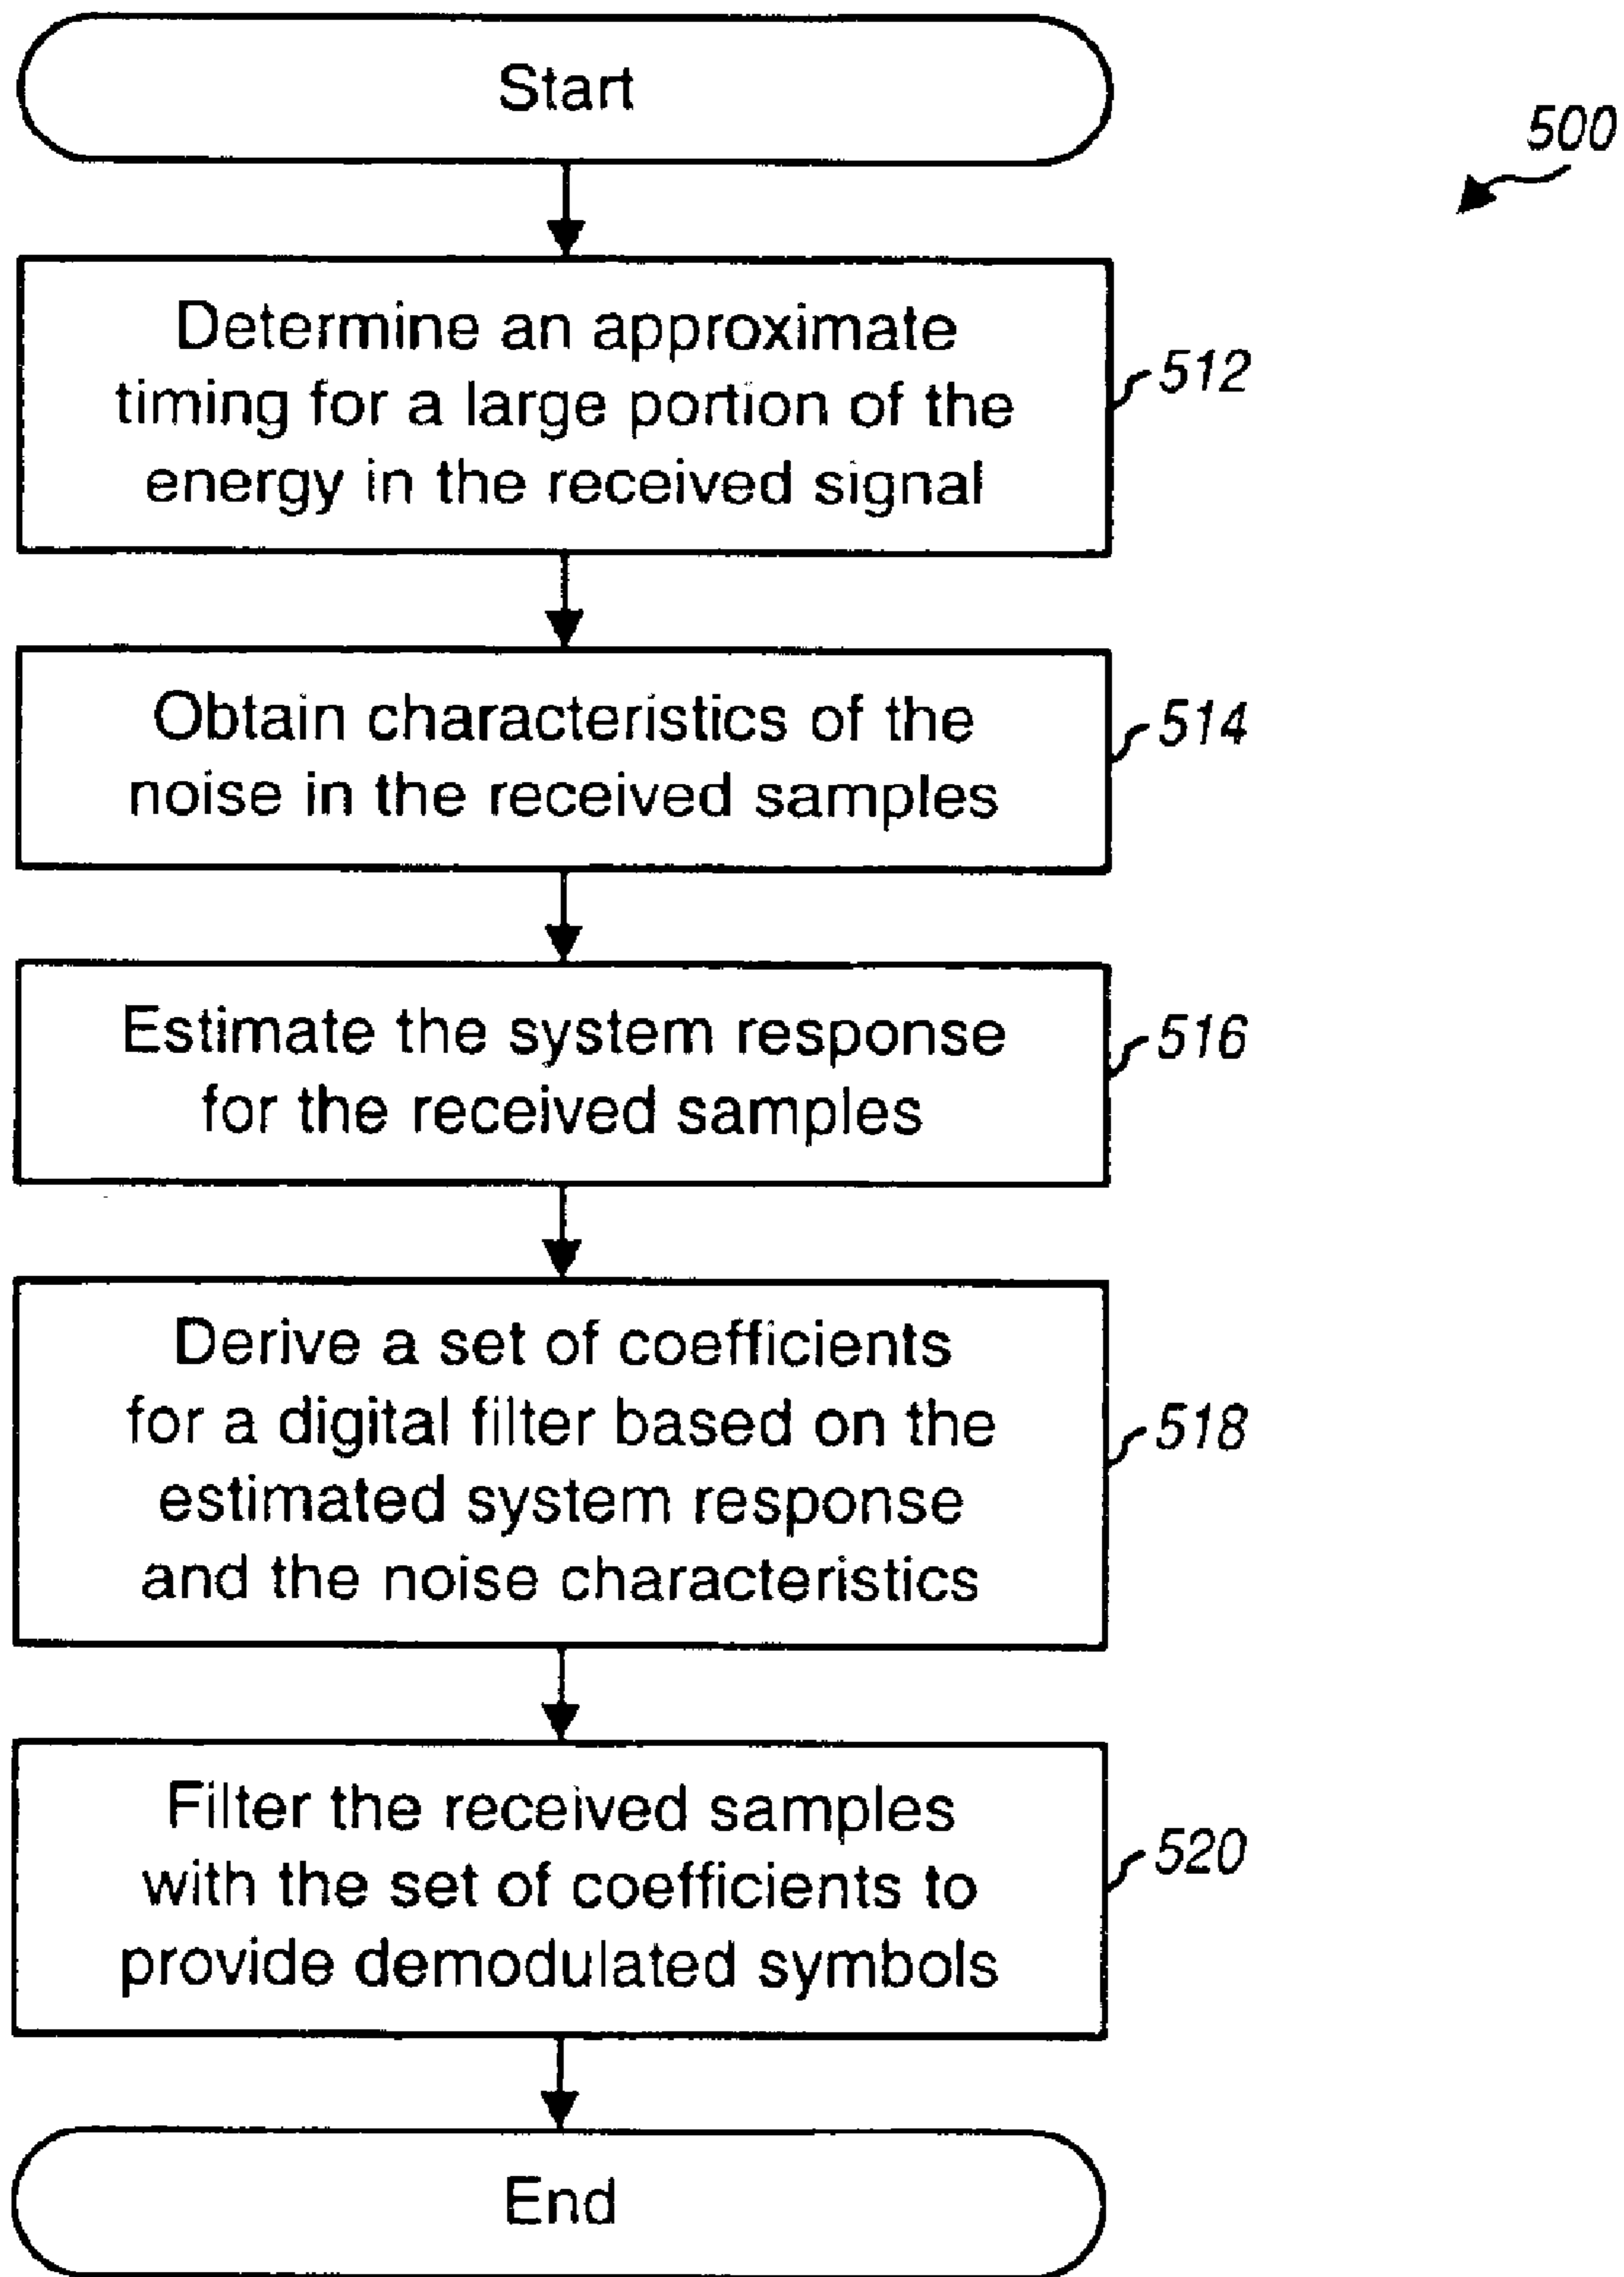 Start
500
Determine an approximate
timing for a large portion of the
energy in the received signal
512
Obtain characteristics of the
noise in the received samples
514
Estimate the system response
for the received samples
516
Derive a set of coefficients
for a digital filter based on the
estimated system response
and the noise characteristics
518
Filter the received samples
with the set of coefficients to
provide demodulated symbols
520
End